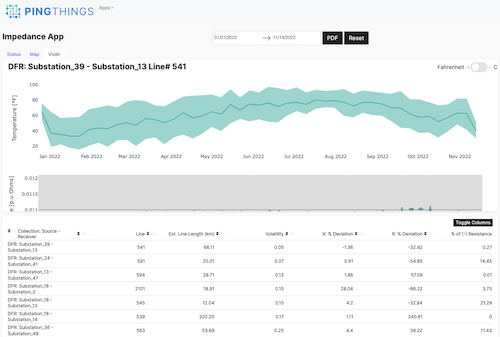 PINGTHINGS Apps
Impedance App
01/01/2022 → 11/14/2022 PDF Reset
Status Map Violin
DFR: Substation_39 - Substation_13 Line# 541
Fahrenheit C
Temperature [°F]
100
80
60
40
20
Jan 2022 Feb 2022 Mar 2022 Apr 2022 May 2022 Jun 2022 Jul 2022 Aug 2022 Sep 2022 Oct 2022 Nov 2022
e [p.u Ohms]
0.012
0.0115
0.011
Toggle Columns
# Collection: Source - Receiver Line Est. Line Length (km) Volatility X: % Deviation R: % Deviation % of (-) Resistance
DFR: Substation_39 - Substation_13 541 66.11 0.05 -1.36 -32.92 0.27
DFR: Substation_24 - Substation_41 591 20.01 0.07 0.91 -54.85 14.45
DFR: Substation_13 - Substation_47 594 28.71 0.13 1.86 57.59 0.01
DFR: Substation_18 - Substation_0 2101 18.91 0.15 28.04 -86.22 3.73
DFR: Substation_18 - Substation_13 545 12.04 0.15 4.2 -32.84 21.29
DFR: Substation_18 - Substation_14 539 202.25 0.17 1.11 240.81 0
DFR: Substation_36 - Substation_49 563 53.69 0.25 4.4 36.22 11.43